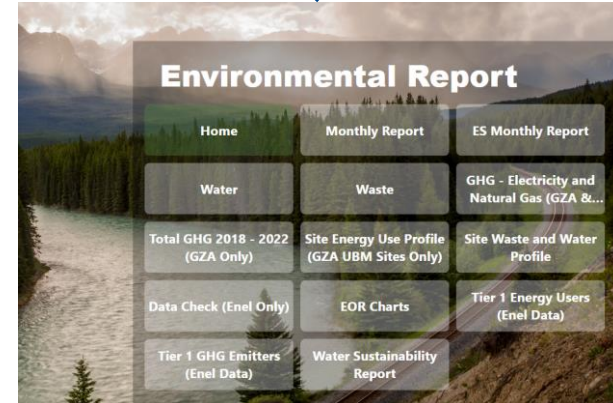 Environmental Report
Home
Monthly Report
ES Monthly Report
Water
Waste
GHG - Electricity and
Natural Gas (GZA &...
Total GHG 2018 - 2022
(GZA Only)
Site Energy Use Profile
(GZA UBM Sites Only)
Site Waste and Water
Profile
Data Check (Enel Only)
EOR Charts
Tier 1 Energy Users
(Enel Data)
Tier 1 GHG Emitters
(Enel Data)
Water Sustainability
Report